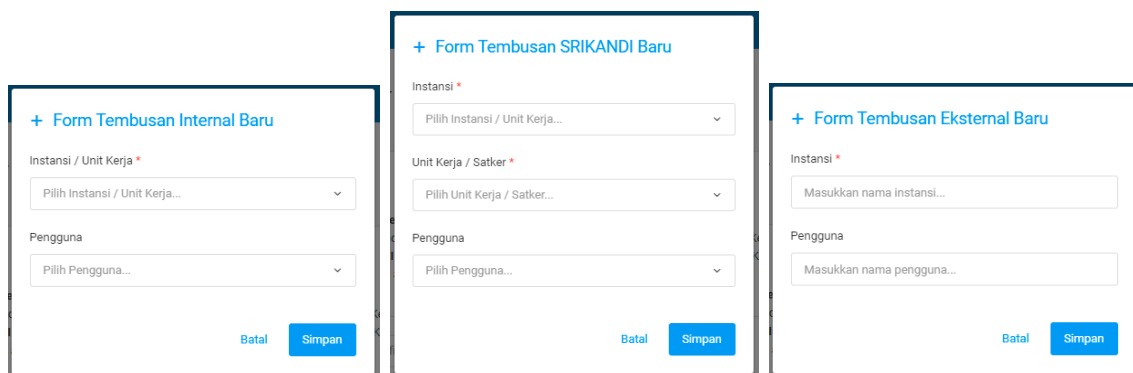 + Form Tembusan Internal Baru
Instansi / Unit Kerja *
Pilih Instansi / Unit Kerja...
Pengguna
Pilih Pengguna...
Batal Simpan
+ Form Tembusan SRIKANDI Baru
Instansi *
Pilih Instansi / Unit Kerja...
Unit Kerja / Satker *
Pilih Unit Kerja / Satker...
Pengguna
Pilih Pengguna...
Batal Simpan
+ Form Tembusan Eksternal Baru
Instansi *
Masukkan nama instansi...
Pengguna
Masukkan nama pengguna...
Batal Simpan